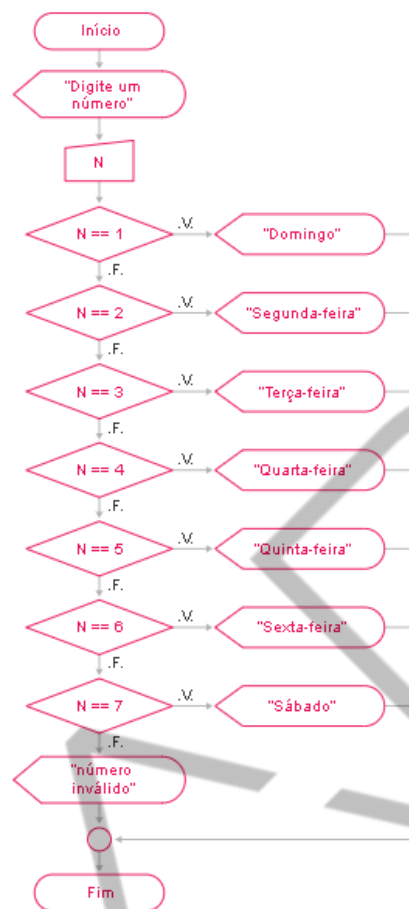 Início
"Digite um
número"
N
N == 1
.V.
"Domingo"
.F.
N == 2
.V.
"Segunda-feira"
.F.
N == 3
.V.
"Terça-feira"
.F.
N == 4
.V.
"Quarta-feira"
.F.
N == 5
.V.
"Quinta-feira"
.F.
N == 6
.V.
"Sexta-feira"
.F.
N == 7
.V.
"Sábado"
.F.
"número
inválido"
Fim